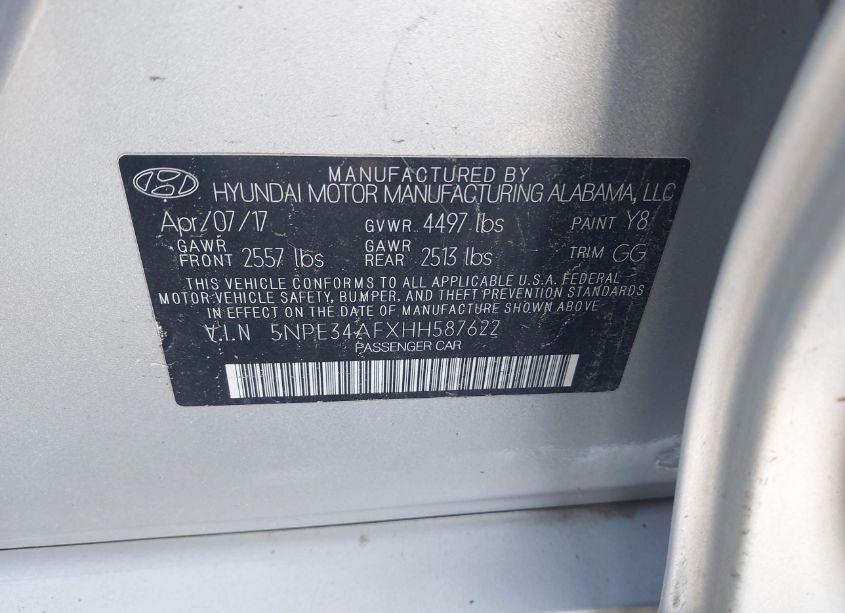 MANUFACTURED BY
HYUNDAI MOTOR MANUFACTURING ALABAMA, LLC
Apr/07/17 GVWR 4497 lbs PAINT Y8
GAWR FRONT 2557 lbs GAWR REAR 2513 lbs TRIM GG
THIS VEHICLE CONFORMS TO ALL APPLICABLE U.S.A. FEDERAL
MOTOR VEHICLE SAFETY, BUMPER, AND THEFT PREVENTION STANDARDS
IN EFFECT ON THE DATE OF MANUFACTURE SHOWN ABOVE
V.I.N 5NPE34AFXHH587622
PASSENGER CAR